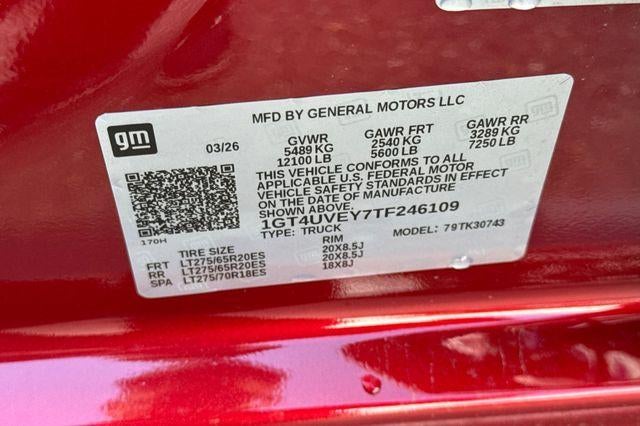 MFD BY GENERAL MOTORS LLC
gm
03/26
GVWR GAWR FRT GAWR RR
5489 KG 2540 KG 3289 KG
12100 LB 5600 LB 7250 LB
THIS VEHICLE CONFORMS TO ALL
APPLICABLE U.S. FEDERAL MOTOR
VEHICLE SAFETY STANDARDS IN EFFECT
ON THE DATE OF MANUFACTURE
SHOWN ABOVE.
1GT4UVEY7TF246109
TYPE: TRUCK MODEL: 79TK30743
170H
TIRE SIZE RIM
FRT LT275/65R20ES 20X8.5J
RR LT275/65R20ES 20X8.5J
SPA LT275/70R18ES 18X8J